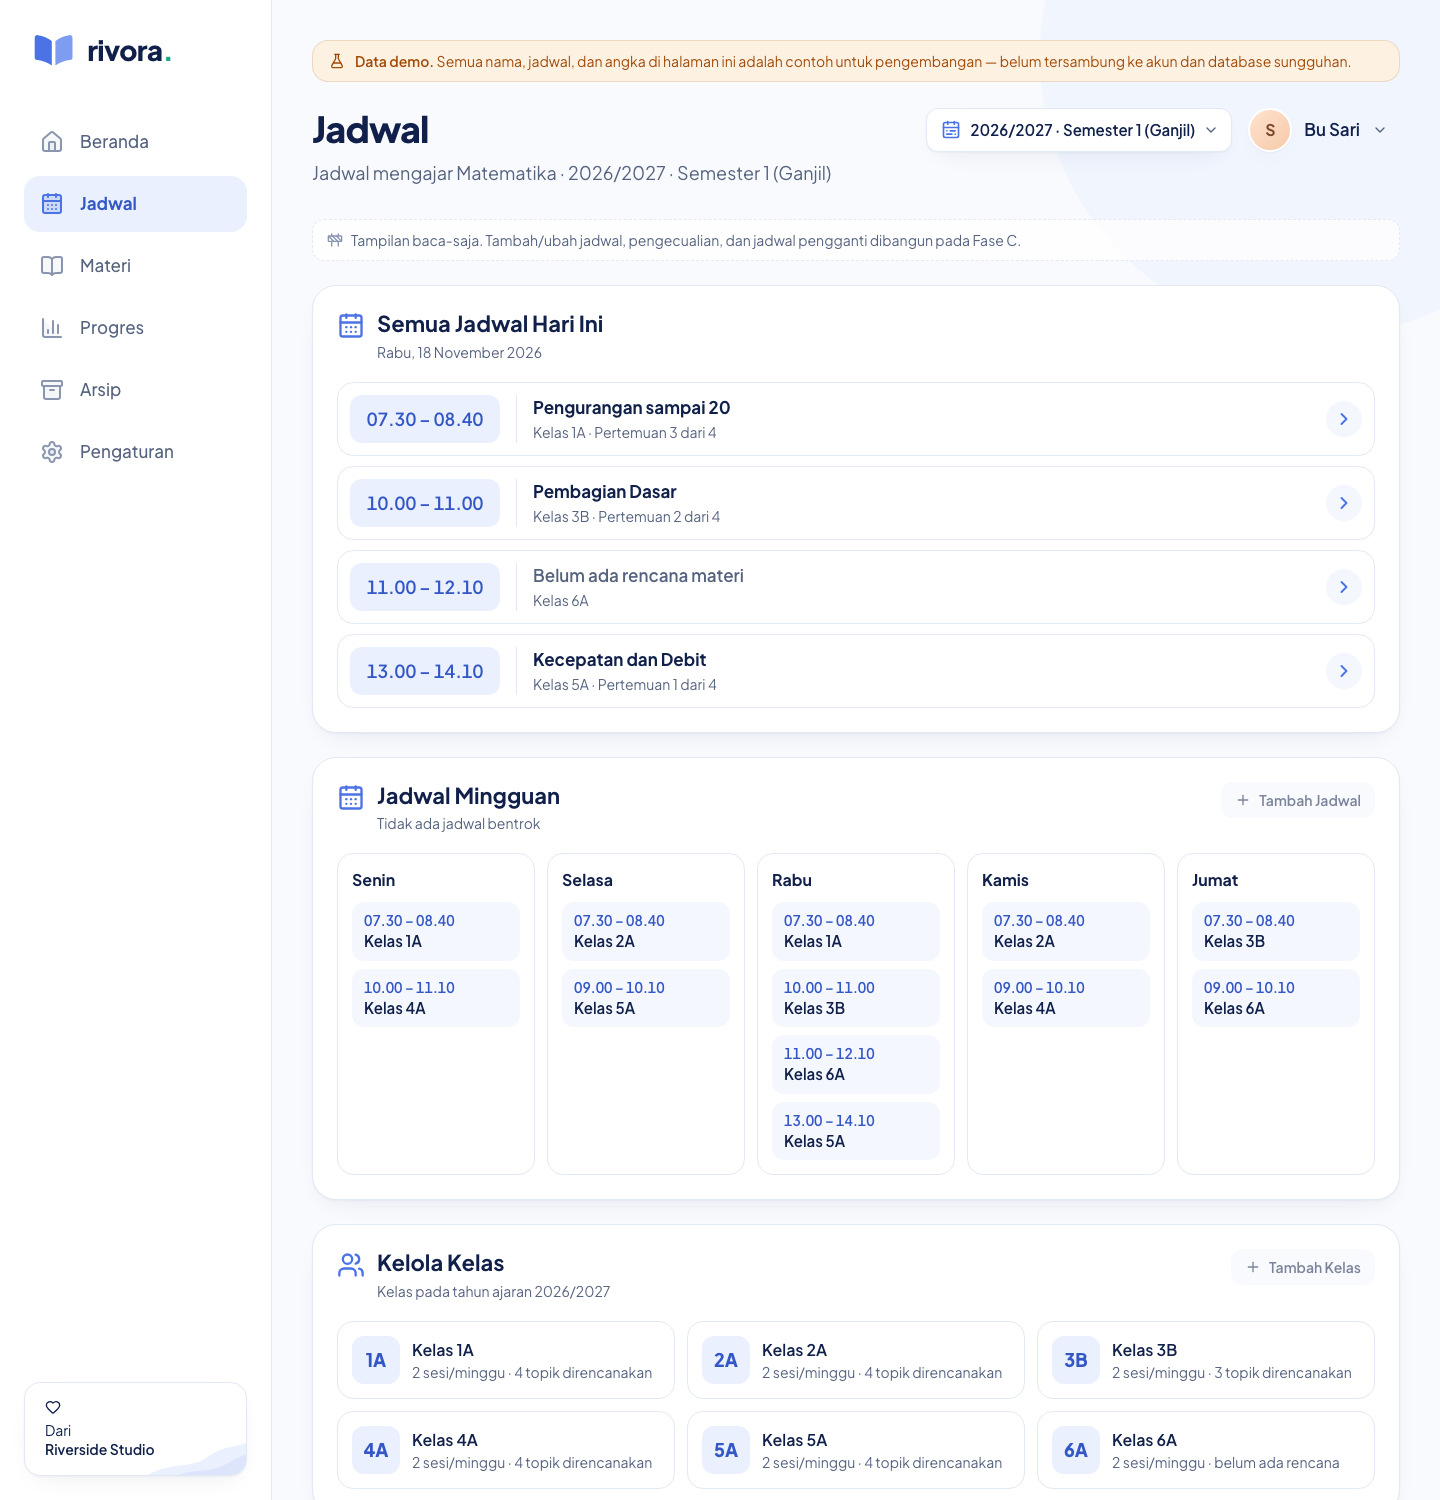 rivora.
Beranda
Jadwal
Materi
Progres
Arsip
Pengaturan
Dari
Riverside Studio
Data demo. Semua nama, jadwal, dan angka di halaman ini adalah contoh untuk pengembangan — belum tersambung ke akun dan database sungguhan.
Jadwal
Jadwal mengajar Matematika · 2026/2027 · Semester 1 (Ganjil)
2026/2027 · Semester 1 (Ganjil)
S
Bu Sari
Tampilan baca-saja. Tambah/ubah jadwal, pengecualian, dan jadwal pengganti dibangun pada Fase C.
Semua Jadwal Hari Ini
Rabu, 18 November 2026
07.30 – 08.40
Pengurangan sampai 20
Kelas 1A · Pertemuan 3 dari 4
10.00 – 11.00
Pembagian Dasar
Kelas 3B · Pertemuan 2 dari 4
11.00 – 12.10
Belum ada rencana materi
Kelas 6A
13.00 – 14.10
Kecepatan dan Debit
Kelas 5A · Pertemuan 1 dari 4
Jadwal Mingguan
Tidak ada jadwal bentrok
+ Tambah Jadwal
Senin
07.30 – 08.40
Kelas 1A
10.00 – 11.10
Kelas 4A
Selasa
07.30 – 08.40
Kelas 2A
09.00 – 10.10
Kelas 5A
Rabu
07.30 – 08.40
Kelas 1A
10.00 – 11.00
Kelas 3B
11.00 – 12.10
Kelas 6A
13.00 – 14.10
Kelas 5A
Kamis
07.30 – 08.40
Kelas 2A
09.00 – 10.10
Kelas 4A
Jumat
07.30 – 08.40
Kelas 3B
09.00 – 10.10
Kelas 6A
Kelola Kelas
Kelas pada tahun ajaran 2026/2027
+ Tambah Kelas
1A
Kelas 1A
2 sesi/minggu · 4 topik direncanakan
2A
Kelas 2A
2 sesi/minggu · 4 topik direncanakan
3B
Kelas 3B
2 sesi/minggu · 3 topik direncanakan
4A
Kelas 4A
2 sesi/minggu · 4 topik direncanakan
5A
Kelas 5A
2 sesi/minggu · 4 topik direncanakan
6A
Kelas 6A
2 sesi/minggu · belum ada rencana